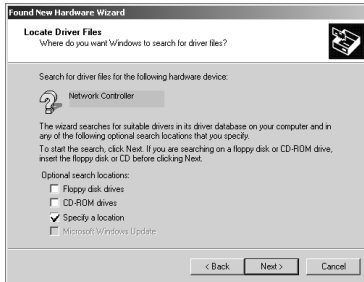 Found New Hardware Wizard
Locate Driver Files
Where do you want Windows to search for driver files?
Search for driver files for the following hardware device:
Network Controller
The wizard searches for suitable drivers in its driver database on your computer and in
any of the following optional search locations that you specify.
To start the search, click Next. If you are searching on a floppy disk or CD-ROM drive,
insert the floppy disk or CD before clicking Next.
Optional search locations:
Floppy disk drives
CD-ROM drives
Specify a location
Microsoft Windows Update
< Back
Next >
Cancel